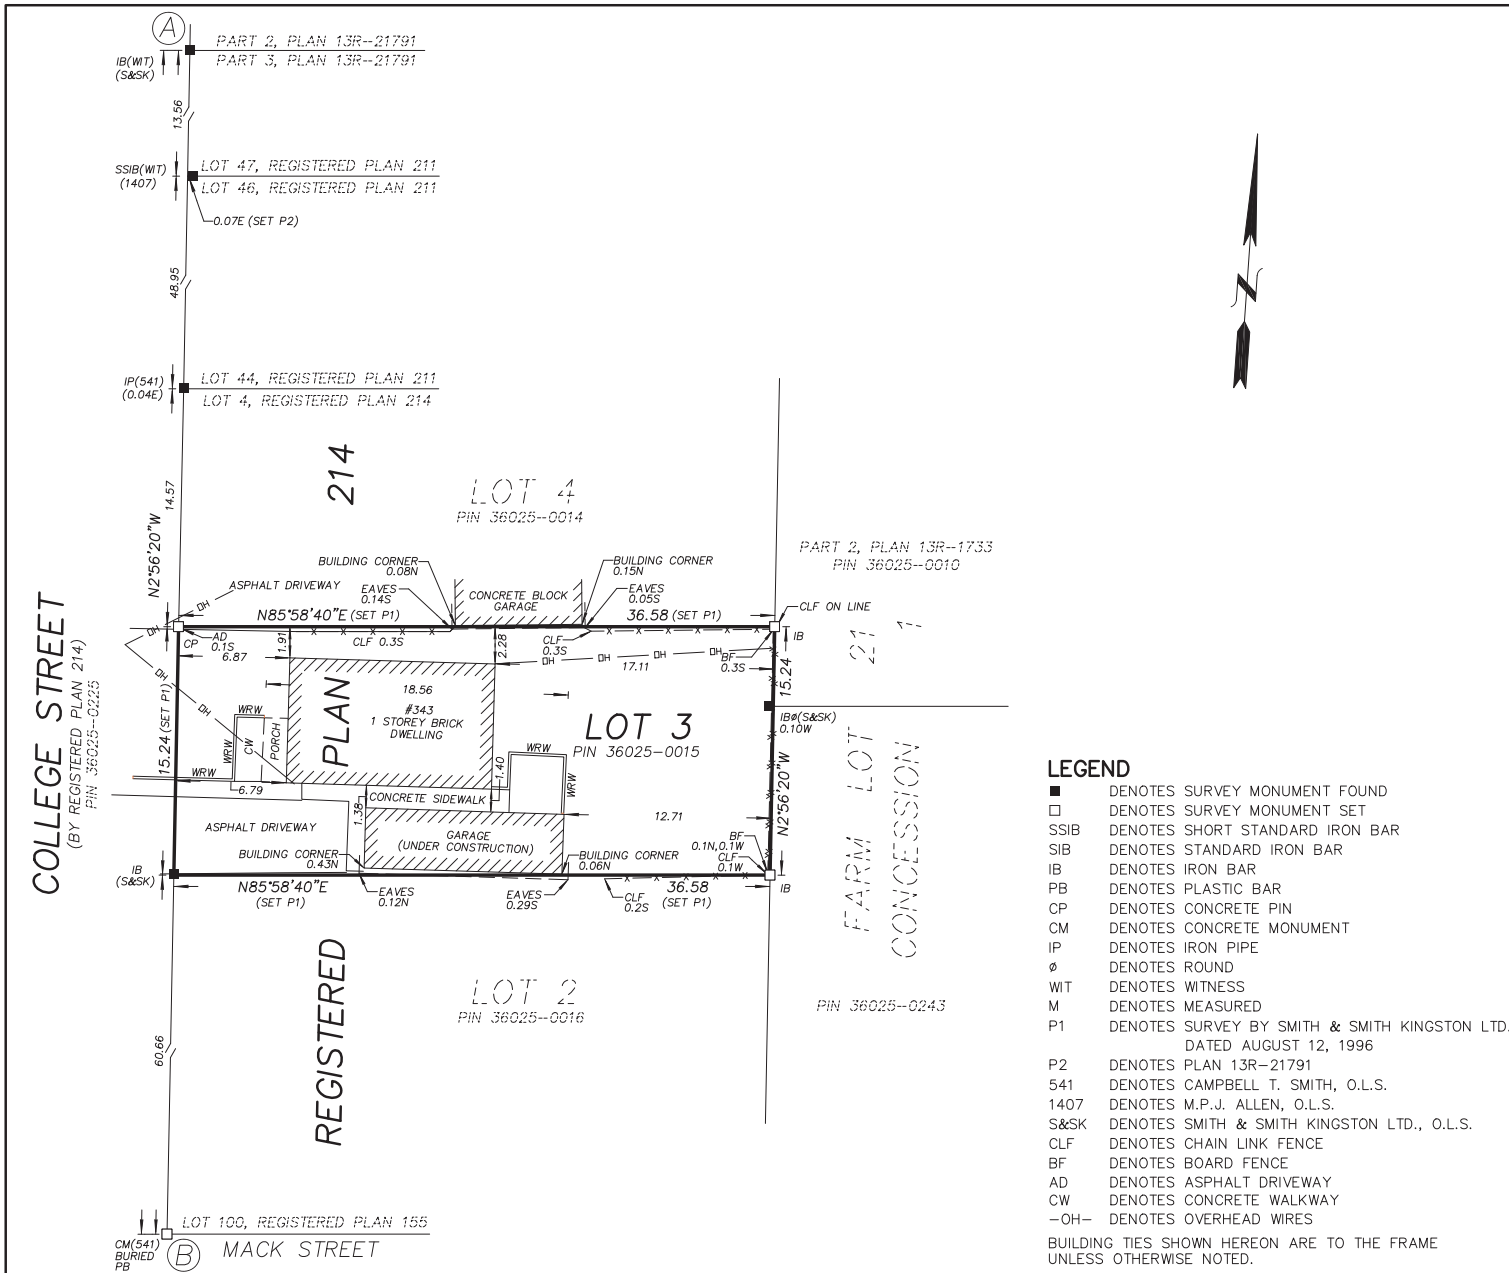 A
PART 2, PLAN 13R--21791
PART 3, PLAN 13R--21791
IB(WIT)
(S&SK)
13.56
SSIB(WIT)
(1407)
LOT 47, REGISTERED PLAN 211
LOT 46, REGISTERED PLAN 211
0.07E (SET P2)
48.95
IP(541)
(0.04E)
LOT 44, REGISTERED PLAN 211
LOT 4, REGISTERED PLAN 214
N
214
14.57
N2°56'20"W
LOT 4
PIN 36025--0014
PART 2, PLAN 13R--1733
PIN 36025--0010
BUILDING CORNER
0.08N
BUILDING CORNER
0.15N
ASPHALT DRIVEWAY
EAVES
0.14S
CONCRETE BLOCK
GARAGE
EAVES
0.05S
CLF ON LINE
OH
N85°58'40"E (SET P1)
36.58 (SET P1)
IB
CP
AD
0.1S
CLF 0.3S
CLF
0.3S
BF
0.3S
OH
OH
OH
OH
OH
OH
OH
6.87
1.91
2.28
17.11
15.24
COLLEGE STREET
(BY REGISTERED PLAN 214)
PIN 36025--0225
15.24 (SET P1)
PLAN
18.56
#343
1 STOREY BRICK
DWELLING
LOT 3
PIN 36025-0015
IBø(S&SK)
0.10W
FARM LOT 21
CONCESSION 1
WRW
WRW
CW
PORCH
WRW
6.79
WRW
WRW
1.40
N2°56'20"W
CONCRETE SIDEWALK
1.38
ASPHALT DRIVEWAY
GARAGE
(UNDER CONSTRUCTION)
12.71
BUILDING CORNER
0.43N
BUILDING CORNER
0.06N
BF
0.1N,0.1W
CLF
0.1W
IB
(S&SK)
N85°58'40"E
(SET P1)
EAVES
0.12N
EAVES
0.29S
CLF
0.2S
36.58
(SET P1)
IB
REGISTERED
LOT 2
PIN 36025--0016
PIN 36025--0243
60.66
LOT 100, REGISTERED PLAN 155
CM(541)
BURIED
PB
B
MACK STREET
LEGEND
■ DENOTES SURVEY MONUMENT FOUND
□ DENOTES SURVEY MONUMENT SET
SSIB DENOTES SHORT STANDARD IRON BAR
SIB DENOTES STANDARD IRON BAR
IB DENOTES IRON BAR
PB DENOTES PLASTIC BAR
CP DENOTES CONCRETE PIN
CM DENOTES CONCRETE MONUMENT
IP DENOTES IRON PIPE
ø DENOTES ROUND
WIT DENOTES WITNESS
M DENOTES MEASURED
P1 DENOTES SURVEY BY SMITH & SMITH KINGSTON LTD.
DATED AUGUST 12, 1996
P2 DENOTES PLAN 13R-21791
541 DENOTES CAMPBELL T. SMITH, O.L.S.
1407 DENOTES M.P.J. ALLEN, O.L.S.
S&SK DENOTES SMITH & SMITH KINGSTON LTD., O.L.S.
CLF DENOTES CHAIN LINK FENCE
BF DENOTES BOARD FENCE
AD DENOTES ASPHALT DRIVEWAY
CW DENOTES CONCRETE WALKWAY
-OH- DENOTES OVERHEAD WIRES
BUILDING TIES SHOWN HEREON ARE TO THE FRAME
UNLESS OTHERWISE NOTED.